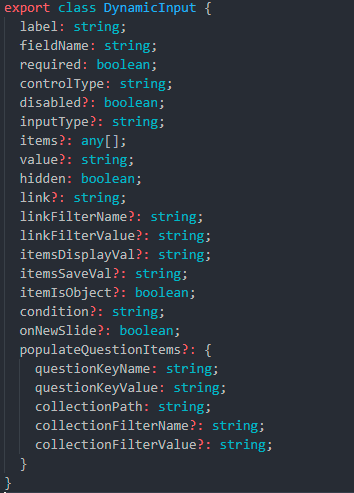 export class DynamicInput {
label: string;
fieldName: string;
required: boolean;
controlType: string;
disabled?: boolean;
inputType?: string;
items?: any[];
value?: string;
hidden: boolean;
link?: string;
linkFilterName?: string;
linkFilterValue?: string;
itemsDisplayVal?: string;
itemsSaveVal?: string;
itemIsObject?: boolean;
condition?: string;
onNewSlide?: boolean;
populateQuestionItems?: {
questionKeyName: string;
questionKeyValue: string;
collectionPath: string;
collectionFilterName?: string;
collectionFilterValue?: string;
}
}